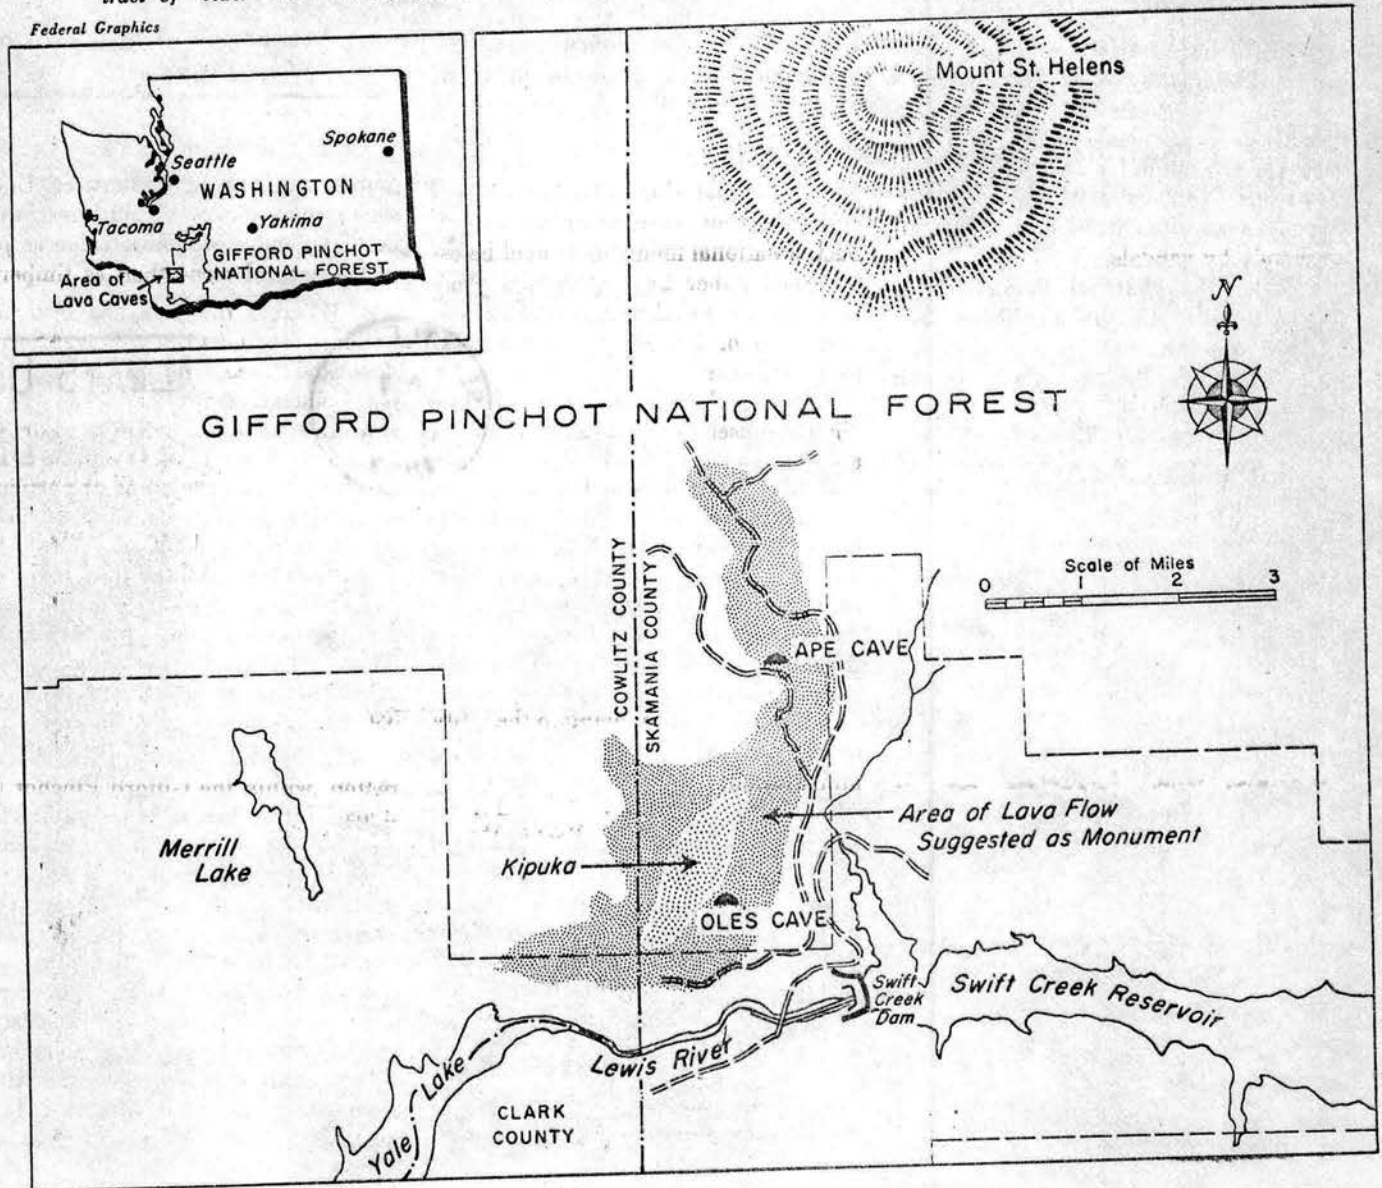 Federal Graphics
Seattle
Spokane
WASHINGTON
Tacoma
Yakima
GIFFORD PINCHOT
NATIONAL FOREST
Area of
Lava Caves
Mount St. Helens
N
GIFFORD PINCHOT NATIONAL FOREST
COWLITZ COUNTY
SKAMANIA COUNTY
Scale of Miles
0 1 2 3
APE CAVE
Merrill
Lake
Kipuka
Area of Lava Flow
Suggested as Monument
OLES CAVE
Swift
Creek
Dam
Swift Creek Reservoir
Lewis River
Yale Lake
CLARK
COUNTY